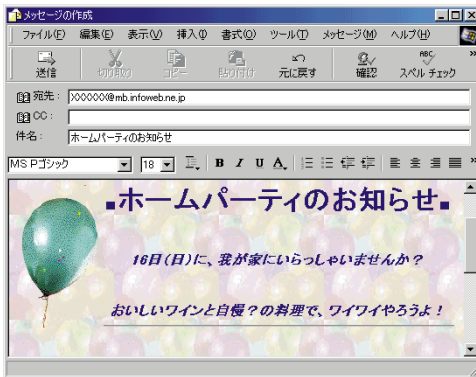 メッセージの作成
ファイル(F) 編集(E) 表示(V) 挿入(I) 書式(O) ツール(T) メッセージ(M) ヘルプ(H)
送信 切り取り コピー 貼り付け 元に戻す 確認 スペル チェック
宛先： XXXXXX@mb.infoweb.ne.jp
CC：
件名： ホームパーティのお知らせ
MS Pゴシック 18 B I U A
■ホームパーティのお知らせ■
16日(日)に、我が家にいらっしゃいませんか？
おいしいワインと自慢？の料理で、ワイワイやろうよ！